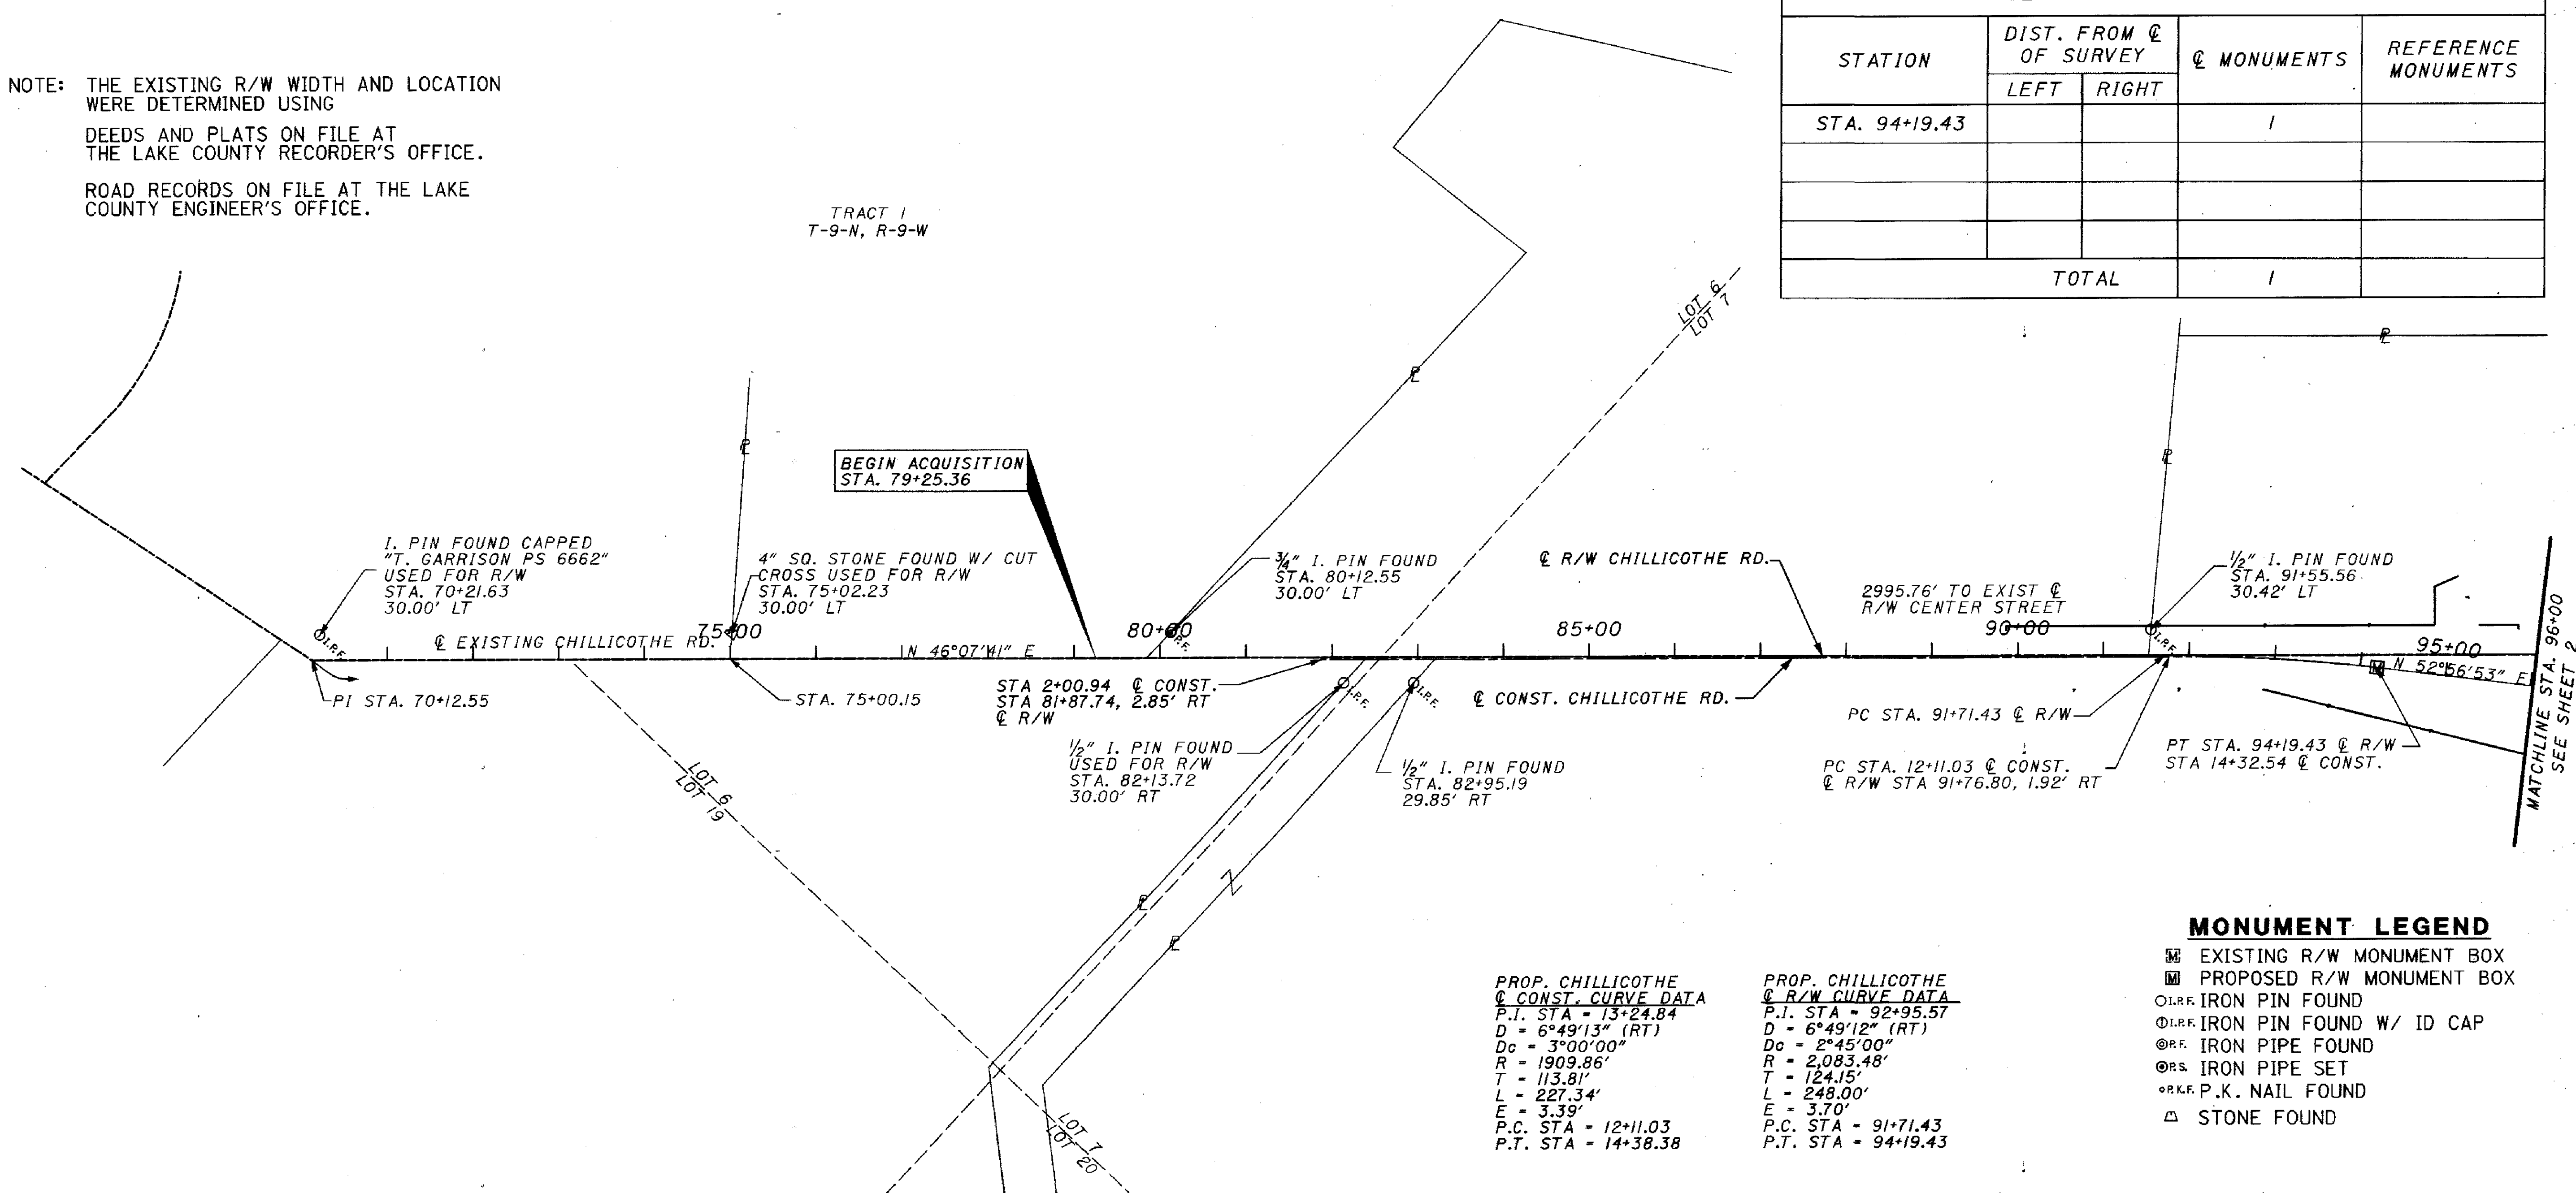 NOTE: THE EXISTING R/W WIDTH AND LOCATION
WERE DETERMINED USING
DEEDS AND PLATS ON FILE AT
THE LAKE COUNTY RECORDER'S OFFICE.
ROAD RECORDS ON FILE AT THE LAKE
COUNTY ENGINEER'S OFFICE.
TRACT 1
T-9-N, R-9-W
STATION
DIST. FROM ℄
OF SURVEY
LEFT
RIGHT
℄ MONUMENTS
REFERENCE
MONUMENTS
STA. 94+19.43
1
TOTAL
1
LOT 6
LOT 7
BEGIN ACQUISITION
STA. 79+25.36
I. PIN FOUND CAPPED
"T. GARRISON PS 6662"
USED FOR R/W
STA. 70+21.63
30.00' LT
4" SQ. STONE FOUND W/ CUT
CROSS USED FOR R/W
STA. 75+02.23
30.00' LT
3/4" I. PIN FOUND
STA. 80+12.55
30.00' LT
℄ R/W CHILLICOTHE RD.
2995.76' TO EXIST ℄
R/W CENTER STREET
1/2" I. PIN FOUND
STA. 91+55.56
30.42' LT
I.P.F.
℄ EXISTING CHILLICOTHE RD.
75+00
80+00
I.P.F.
85+00
90+00
I.P.F.
95+00
N 46°07'41" E
N 52°56'53" E
MATCHLINE STA. 96+00
SEE SHEET 2
PI STA. 70+12.55
STA. 75+00.15
STA 2+00.94 ℄ CONST.
STA 81+87.74, 2.85' RT
℄ R/W
I.P.F.
I.P.F.
℄ CONST. CHILLICOTHE RD.
PC STA. 91+71.43 ℄ R/W
PT STA. 94+19.43 ℄ R/W
STA 14+32.54 ℄ CONST.
PC STA. 12+11.03 ℄ CONST.
℄ R/W STA 91+76.80, 1.92' RT
1/2" I. PIN FOUND
USED FOR R/W
STA. 82+13.72
30.00' RT
1/2" I. PIN FOUND
STA. 82+95.19
29.85' RT
LOT 6
LOT 19
LOT 7
LOT 20
PROP. CHILLICOTHE
℄ CONST. CURVE DATA
P.I. STA = 13+24.84
D = 6°49'13" (RT)
Dc = 3°00'00"
R = 1909.86'
T = 113.81'
L = 227.34'
E = 3.39'
P.C. STA = 12+11.03
P.T. STA = 14+38.38
PROP. CHILLICOTHE
℄ R/W CURVE DATA
P.I. STA = 92+95.57
D = 6°49'12" (RT)
Dc = 2°45'00"
R = 2,083.48'
T = 124.15'
L = 248.00'
E = 3.70'
P.C. STA = 91+71.43
P.T. STA = 94+19.43
MONUMENT LEGEND
M EXISTING R/W MONUMENT BOX
M PROPOSED R/W MONUMENT BOX
I.P.F. IRON PIN FOUND
I.P.F. IRON PIN FOUND W/ ID CAP
P.F. IRON PIPE FOUND
P.S. IRON PIPE SET
P.K.F. P.K. NAIL FOUND
STONE FOUND